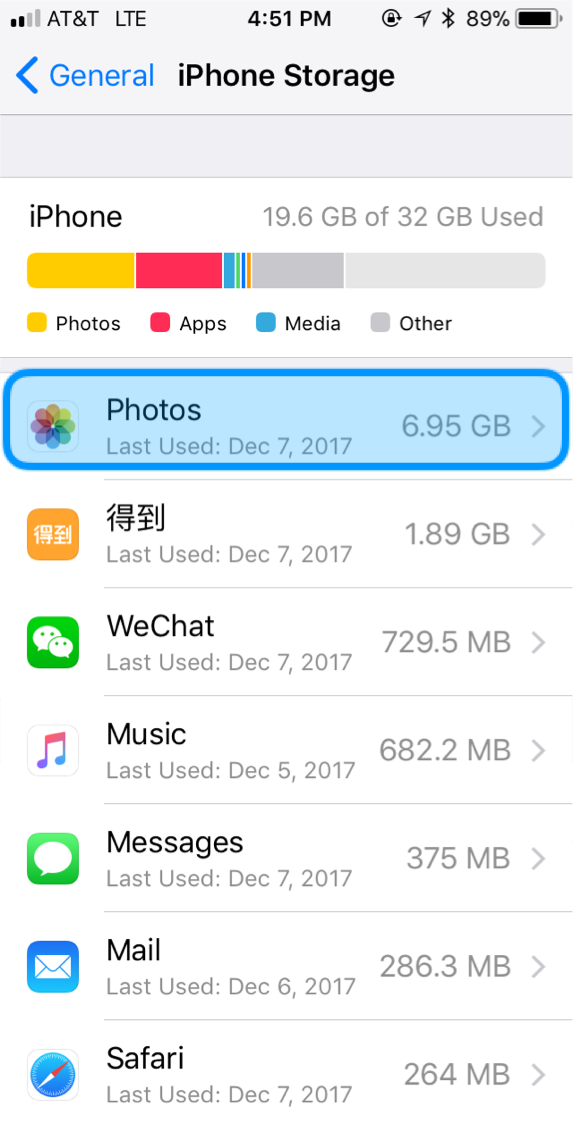 AT&T LTE 4:51 PM 89%
General iPhone Storage
iPhone 19.6 GB of 32 GB Used
Photos Apps Media Other
Photos
6.95 GB
Last Used: Dec 7, 2017
得到
得到
1.89 GB
Last Used: Dec 7, 2017
WeChat
729.5 MB
Last Used: Dec 7, 2017
Music
682.2 MB
Last Used: Dec 5, 2017
Messages
375 MB
Last Used: Dec 7, 2017
Mail
286.3 MB
Last Used: Dec 6, 2017
Safari
264 MB
Last Used: Dec 7, 2017